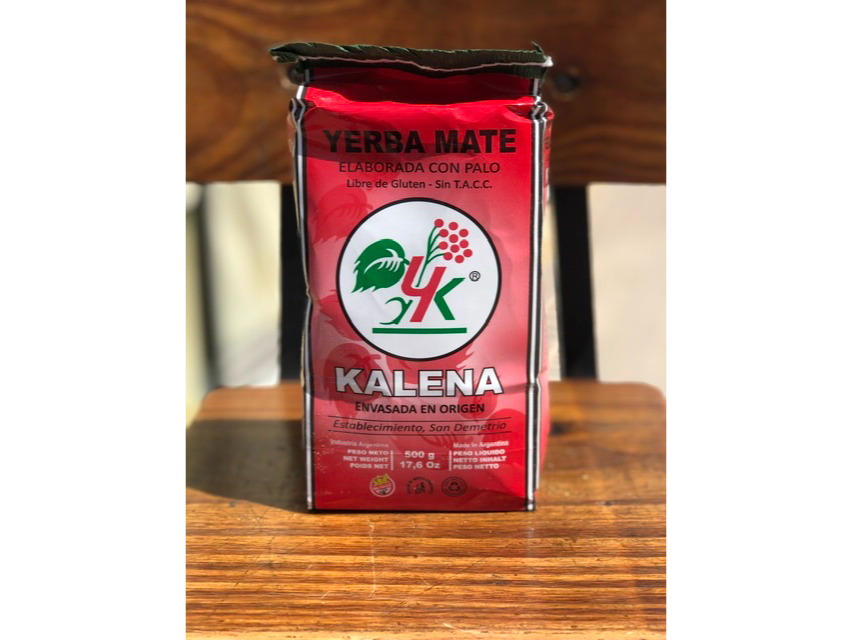 YERBA MATE
ELABORADA CON PALO
Libre de Gluten - Sin T.A.C.C.
YK ®
KALENA
ENVASADA EN ORIGEN
Establecimiento, San Demetrio
Industria Argentina
PESO NETO
NET WEIGHT
POIDS NET
500 g
17,6 Oz
Made In Argentina
PESO LIQUIDO
NETTO INHALT
PESO NETTO